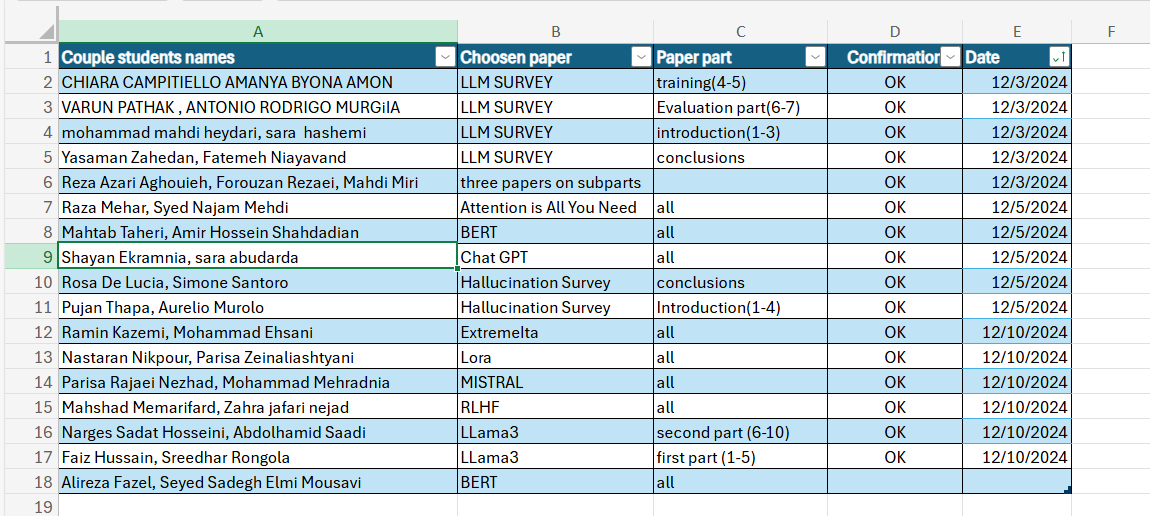 A B C D E F
1 Couple students names Choosen paper Paper part Confirmation Date
2 CHIARA CAMPITIELLO AMANYA BYONA AMON LLM SURVEY training(4-5) OK 12/3/2024
3 VARUN PATHAK , ANTONIO RODRIGO MURGiIA LLM SURVEY Evaluation part(6-7) OK 12/3/2024
4 mohammad mahdi heydari, sara  hashemi LLM SURVEY introduction(1-3) OK 12/3/2024
5 Yasaman Zahedan, Fatemeh Niayavand LLM SURVEY conclusions OK 12/3/2024
6 Reza Azari Aghouieh, Forouzan Rezaei, Mahdi Miri three papers on subparts OK 12/3/2024
7 Raza Mehar, Syed Najam Mehdi Attention is All You Need all OK 12/5/2024
8 Mahtab Taheri, Amir Hossein Shahdadian BERT all OK 12/5/2024
9 Shayan Ekramnia, sara abudarda Chat GPT all OK 12/5/2024
10 Rosa De Lucia, Simone Santoro Hallucination Survey conclusions OK 12/5/2024
11 Pujan Thapa, Aurelio Murolo Hallucination Survey Introduction(1-4) OK 12/5/2024
12 Ramin Kazemi, Mohammad Ehsani ExtremeIta all OK 12/10/2024
13 Nastaran Nikpour, Parisa Zeinaliashtyani Lora all OK 12/10/2024
14 Parisa Rajaei Nezhad, Mohammad Mehradnia MISTRAL all OK 12/10/2024
15 Mahshad Memarifard, Zahra jafari nejad RLHF all OK 12/10/2024
16 Narges Sadat Hosseini, Abdolhamid Saadi LLama3 second part (6-10) OK 12/10/2024
17 Faiz Hussain, Sreedhar Rongola LLama3 first part (1-5) OK 12/10/2024
18 Alireza Fazel, Seyed Sadegh Elmi Mousavi BERT all
19